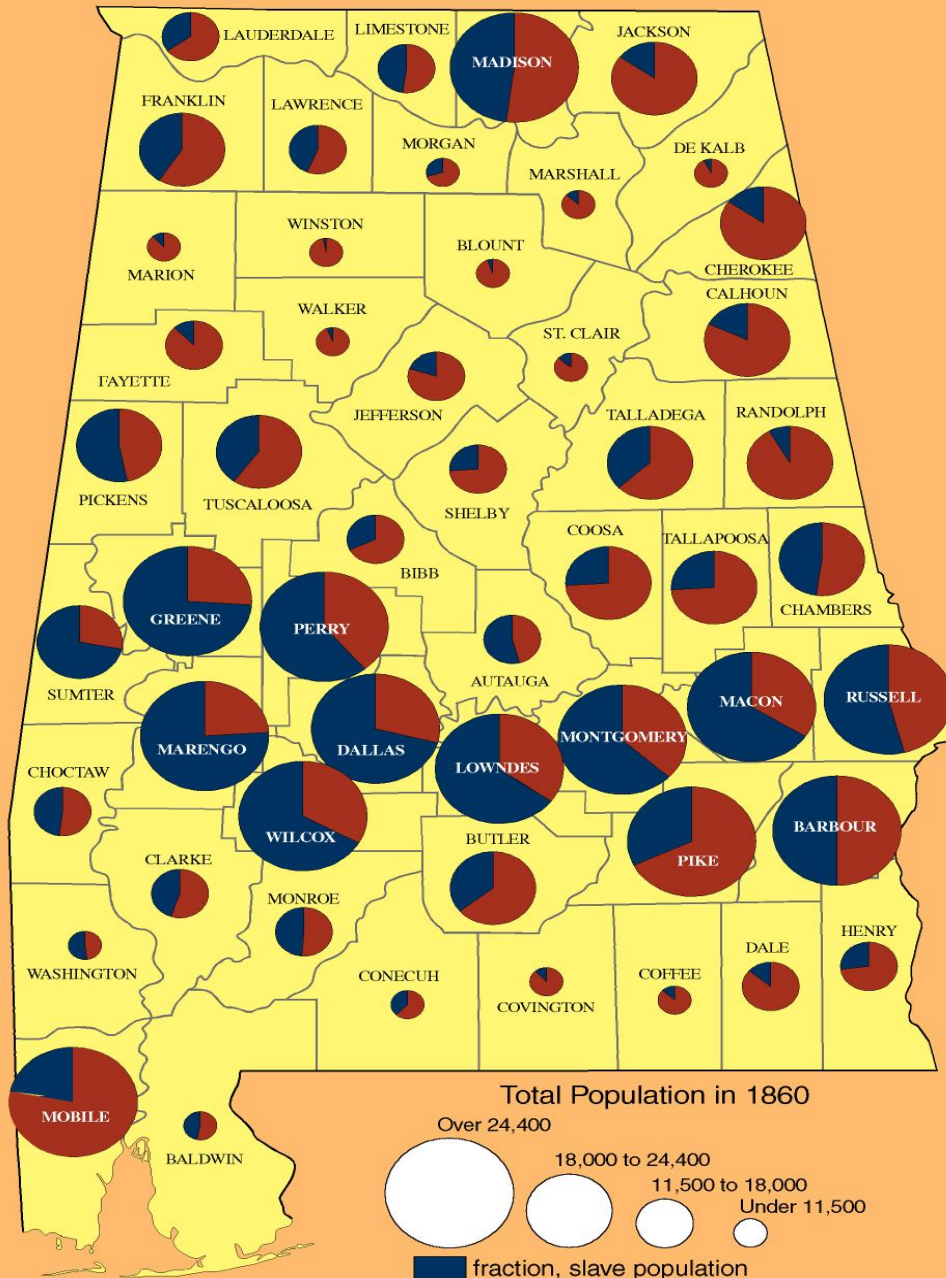 LAUDERDALE
LIMESTONE
MADISON
JACKSON
FRANKLIN
LAWRENCE
MORGAN
MARSHALL
DE KALB
MARION
WINSTON
BLOUNT
CHEROKEE
CALHOUN
WALKER
ST. CLAIR
FAYETTE
JEFFERSON
TALLADEGA
RANDOLPH
PICKENS
TUSCALOOSA
SHELBY
COOSA
TALLAPOOSA
BIBB
CHAMBERS
GREENE
PERRY
SUMTER
AUTAUGA
MACON
RUSSELL
MARENGO
DALLAS
MONTGOMERY
LOWNDES
CHOCTAW
WILCOX
BUTLER
PIKE
BARBOUR
CLARKE
MONROE
WASHINGTON
CONECUH
COVINGTON
COFFEE
DALE
HENRY
MOBILE
BALDWIN
Total Population in 1860
Over 24,400
18,000 to 24,400
11,500 to 18,000
Under 11,500
fraction, slave population